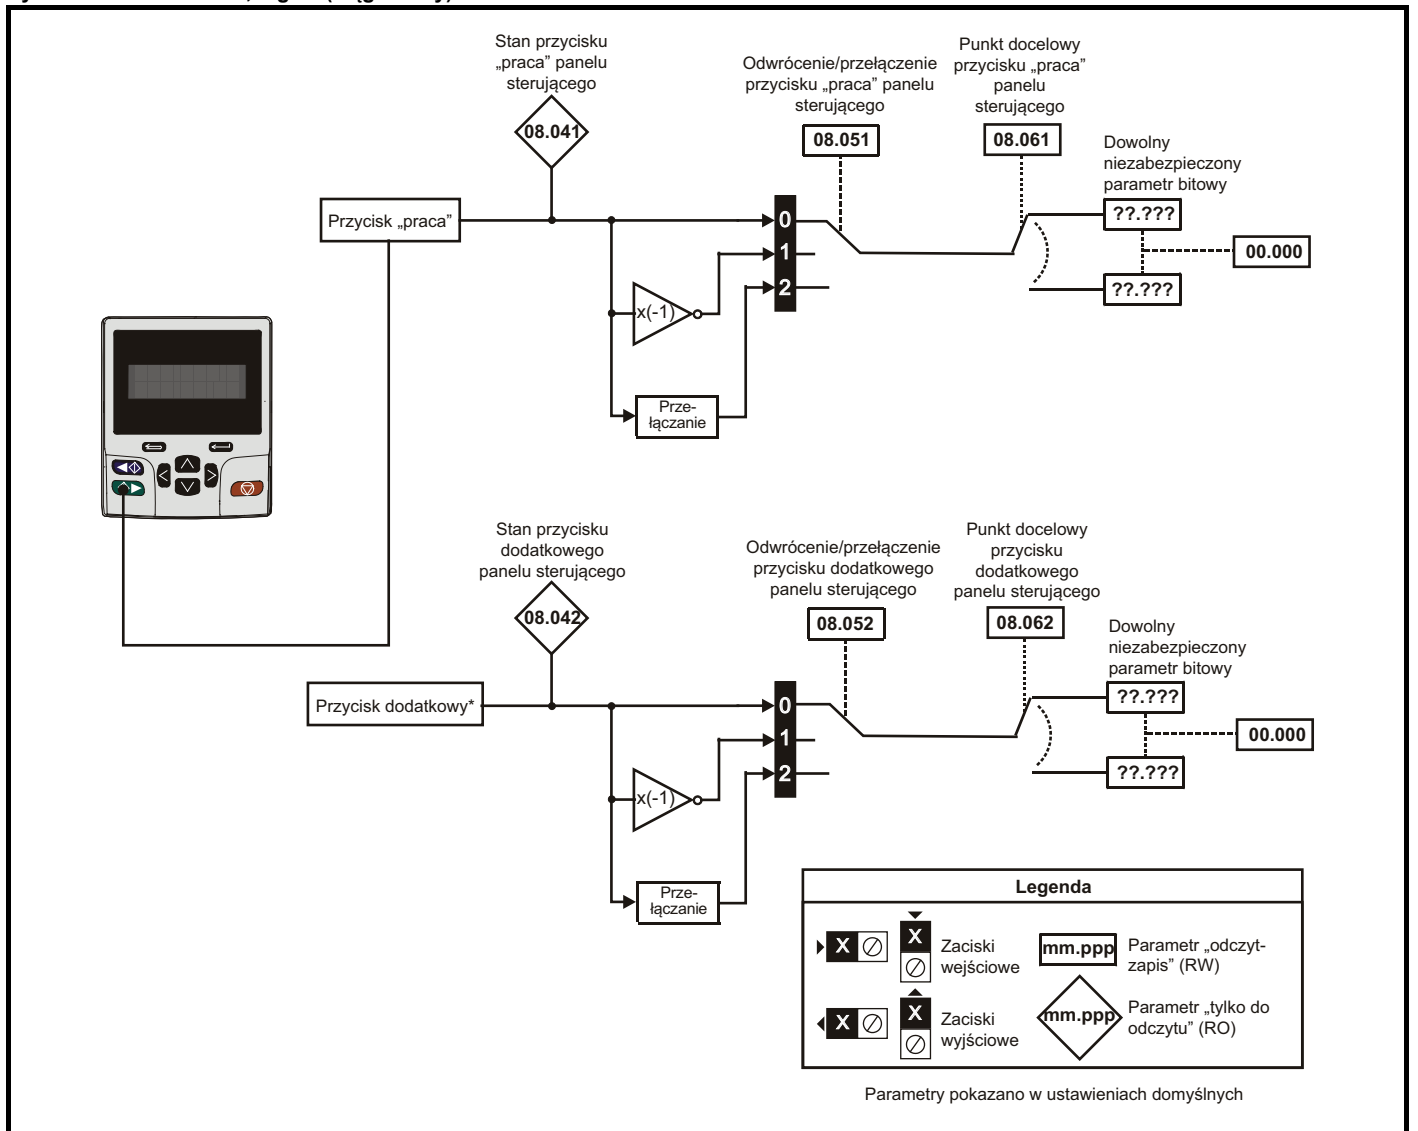 Stan przycisku
„praca” panelu
sterującego
08.041
Odwrócenie/przełączenie
przycisku „praca” panelu
sterującego
08.051
Punkt docelowy
przycisku „praca”
panelu
sterującego
08.061
Dowolny
niezabezpieczony
parametr bitowy
??.???
??.???
00.000
Przycisk „praca”
0
1
2
x(-1)
Prze-
łączanie
Stan przycisku
dodatkowego
panelu sterującego
08.042
Odwrócenie/przełączenie
przycisku dodatkowego
panelu sterującego
08.052
Punkt docelowy
przycisku
dodatkowego
panelu sterującego
08.062
Dowolny
niezabezpieczony
parametr bitowy
??.???
??.???
00.000
Przycisk dodatkowy*
0
1
2
x(-1)
Prze-
łączanie
Legenda
X
X
Zaciski
wejściowe
mm.ppp
Parametr „odczyt-
zapis” (RW)
X
X
Zaciski
wyjściowe
mm.ppp
Parametr „tylko do
odczytu” (RO)
Parametry pokazano w ustawieniach domyślnych